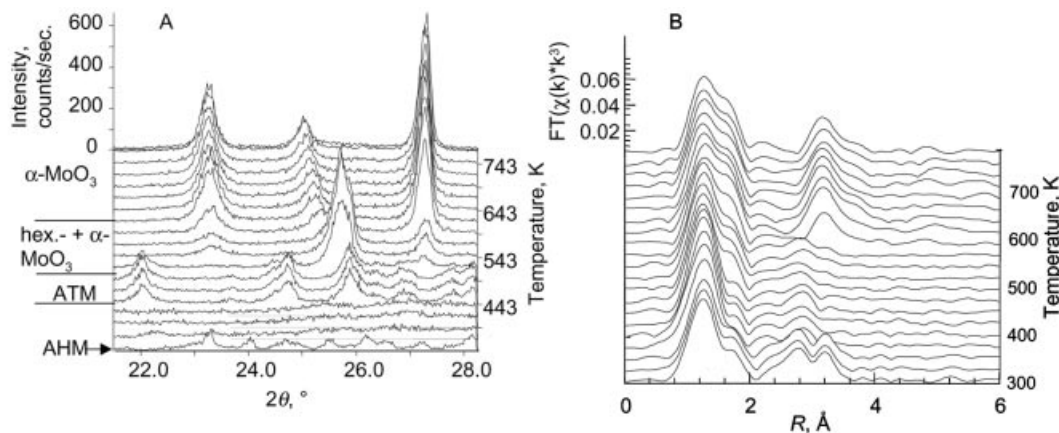 A
Intensity,
counts/sec.
600
400
200
0
α-MoO3
hex.- + α-
MoO3
ATM
AHM
743
643
543
443
Temperature, K
22.0 24.0 26.0 28.0
2θ, °
B
FT(χ(k)*k³)
0.06
0.04
0.02
700
600
500
400
300
Temperature, K
0 2 4 6
R, Å